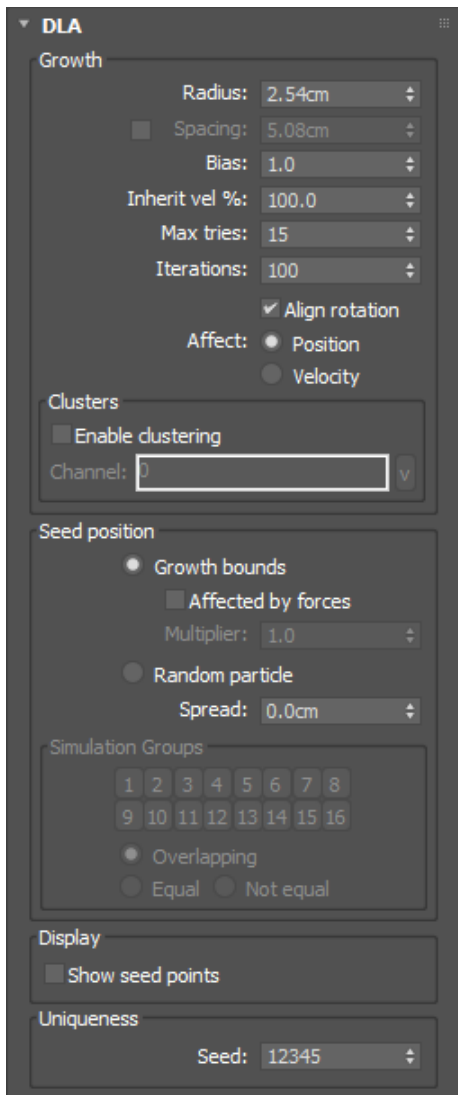 DLA
Growth
Radius: 2.54cm
Spacing: 5.08cm
Bias: 1.0
Inherit vel %: 100.0
Max tries: 15
Iterations: 100
Align rotation
Affect: Position
Velocity
Clusters
Enable clustering
Channel: 0 v
Seed position
Growth bounds
Affected by forces
Multiplier: 1.0
Random particle
Spread: 0.0cm
Simulation Groups
1 2 3 4 5 6 7 8
9 10 11 12 13 14 15 16
Overlapping
Equal Not equal
Display
Show seed points
Uniqueness
Seed: 12345